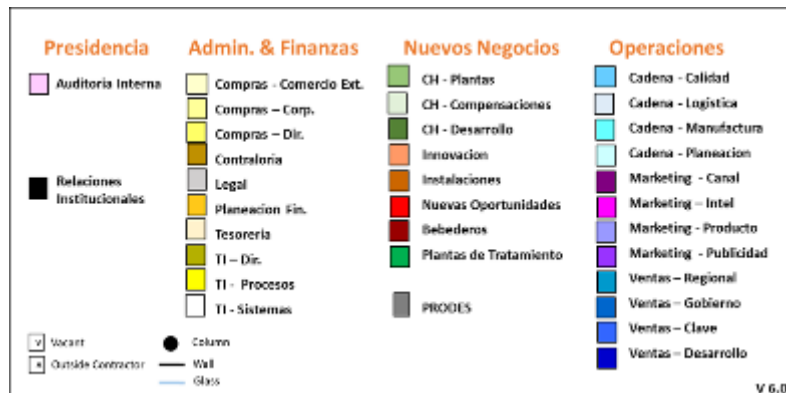 Presidencia
Auditoria Interna
Relaciones
Institucionales
Admin. & Finanzas
Compras - Comercio Ext.
Compras – Corp.
Compras – Dir.
Contraloria
Legal
Planeacion Fin.
Tesoreria
TI – Dir.
TI - Procesos
TI - Sistemas
Nuevos Negocios
CH - Plantas
CH - Compensaciones
CH - Desarrollo
Innovacion
Instalaciones
Nuevas Oportunidades
Bebederos
Plantas de Tratamiento
PRODES
Operaciones
Cadena - Calidad
Cadena - Logistica
Cadena - Manufactura
Cadena - Planeacion
Marketing - Canal
Marketing – Intel
Marketing - Producto
Marketing - Publicidad
Ventas – Regional
Ventas – Gobierno
Ventas – Clave
Ventas – Desarrollo
V Vacant
Outside Contractor
Column
Wall
Glass
V 6.0